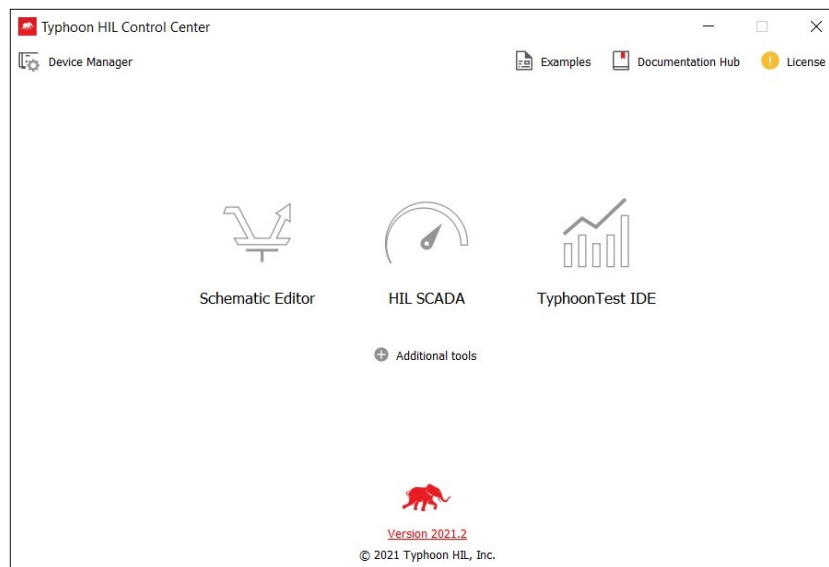 Typhoon HIL Control Center
Device Manager
Examples
Documentation Hub
License
Schematic Editor
HIL SCADA
TyphoonTest IDE
Additional tools
Version 2021.2
© 2021 Typhoon HIL, Inc.